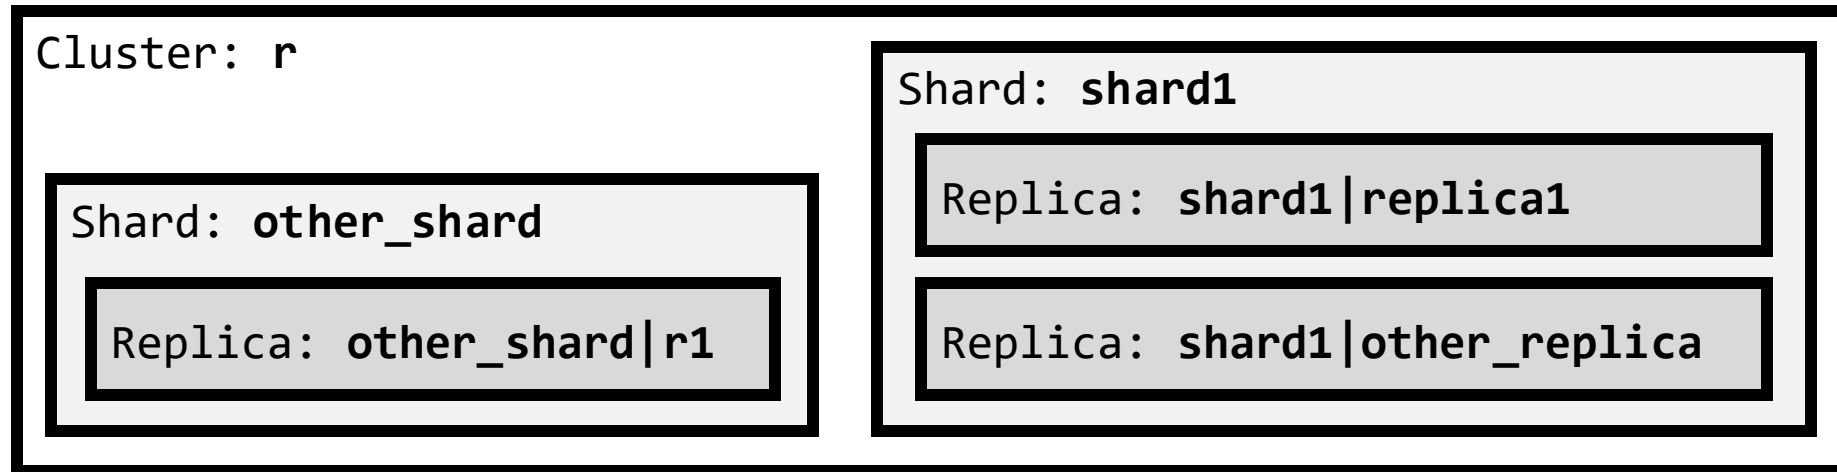 Cluster: r
Shard: other_shard
Replica: other_shard|r1
Shard: shard1
Replica: shard1|replica1
Replica: shard1|other_replica